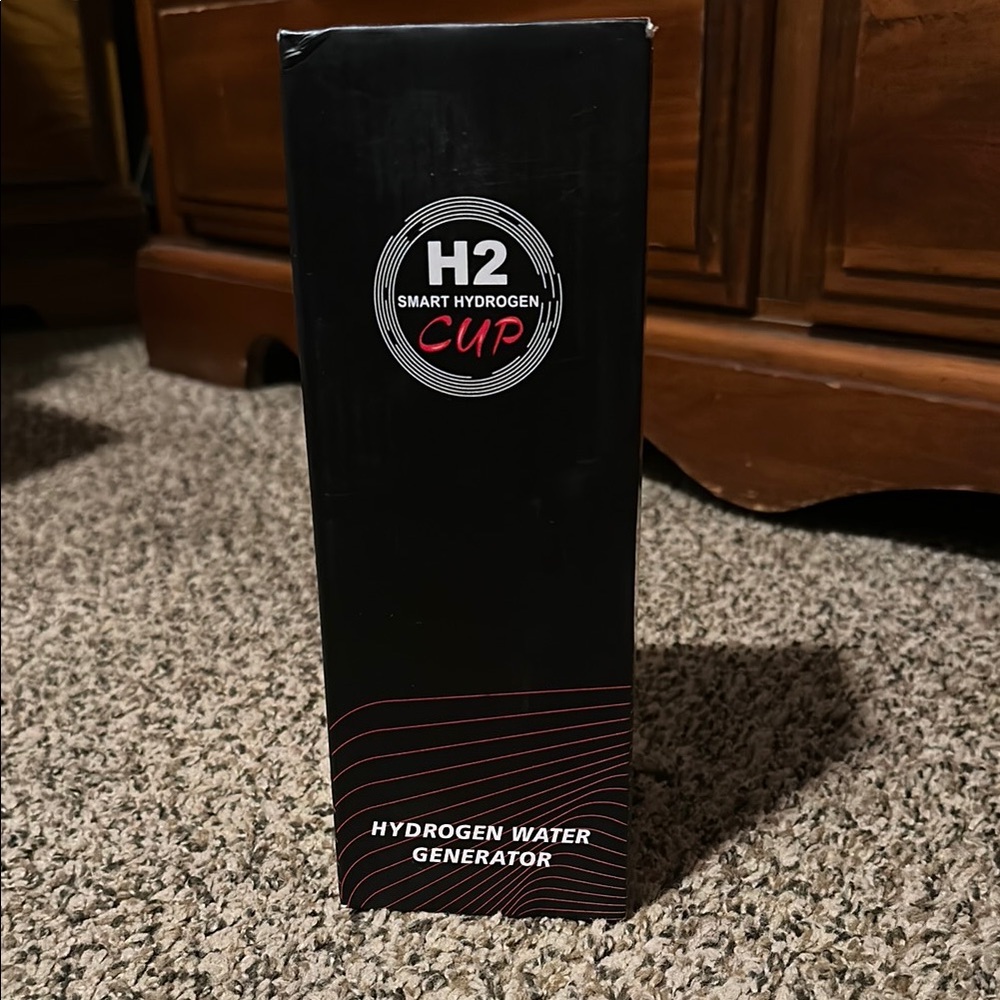 H2
SMART HYDROGEN
CUP
HYDROGEN WATER
GENERATOR